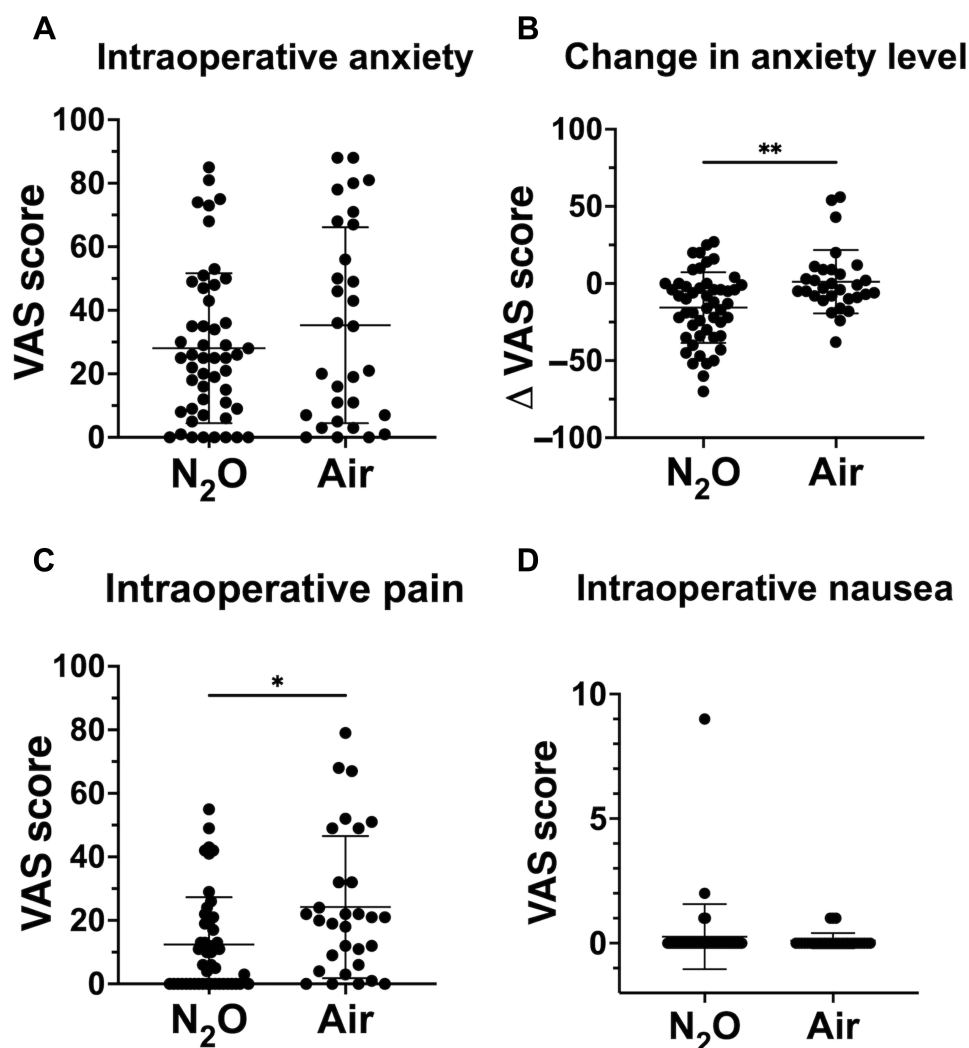 A
Intraoperative anxiety
VAS score
100
80
60
40
20
0
N₂O
Air
B
Change in anxiety level
Δ VAS score
**
100
50
0
−50
−100
N₂O
Air
C
Intraoperative pain
VAS score
*
100
80
60
40
20
0
N₂O
Air
D
Intraoperative nausea
VAS score
10
5
0
N₂O
Air